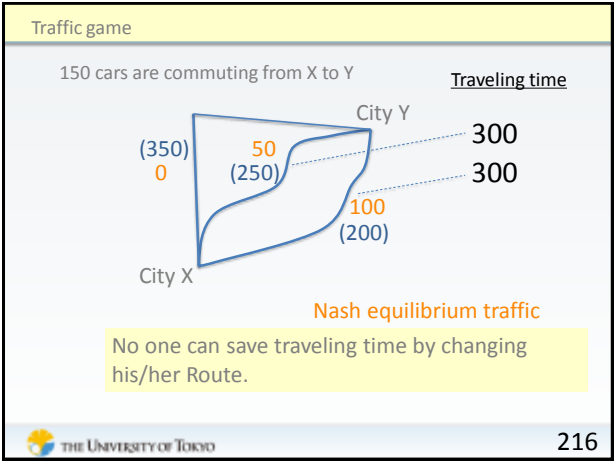 Traffic game
150 cars are commuting from X to Y
Traveling time
City Y
300
(350)
50
0
(250)
300
100
(200)
City X
Nash equilibrium traffic
No one can save traveling time by changing
his/her Route.
THE UNIVERSITY OF TOKYO
216